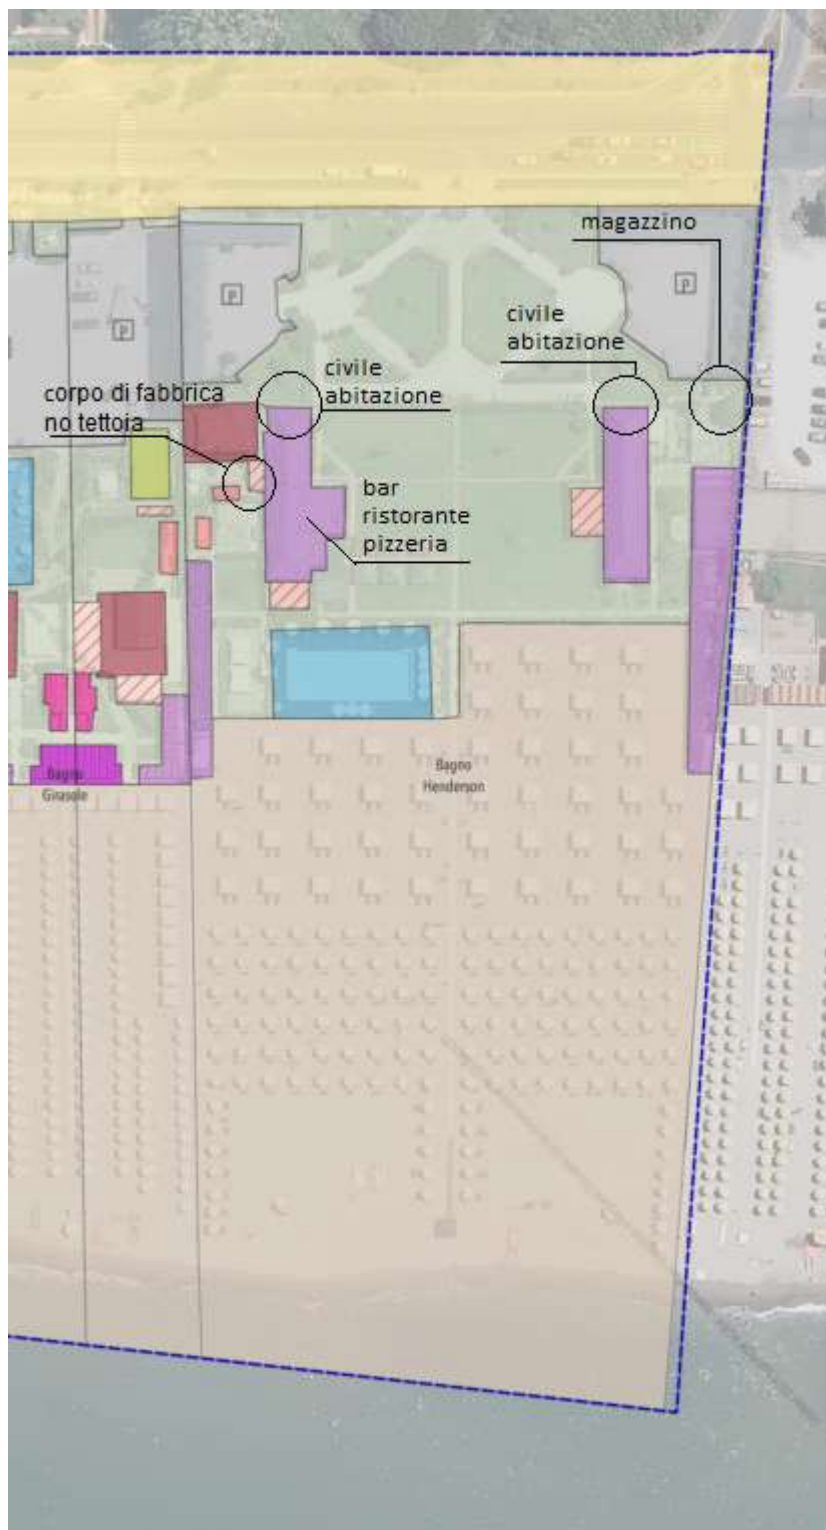 magazzino
P
P
civile
abitazione
P
civile
abitazione
corpo di fabbrica
no tettoia
bar
ristorante
pizzeria
Bagno
Girasole
Bagno
Henderson